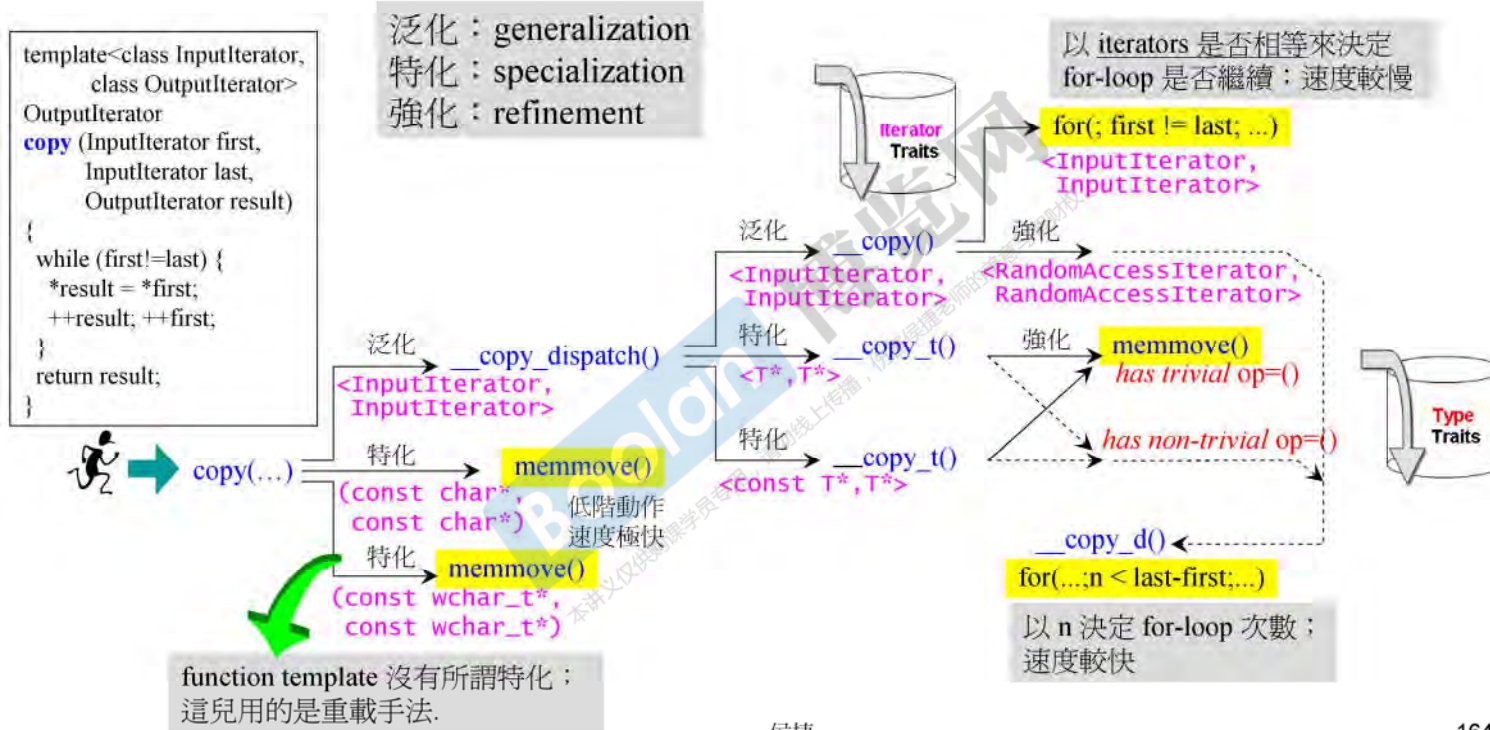 template<class InputIterator,
class OutputIterator>
OutputIterator
copy (InputIterator first,
InputIterator last,
OutputIterator result)
{
while (first!=last) {
*result = *first;
++result; ++first;
}
return result;
}
泛化：generalization
特化：specialization
強化：refinement
Iterator
Traits
以 iterators 是否相等來決定
for-loop 是否繼續；速度較慢
for(; first != last; ...)
<InputIterator,
InputIterator>
copy(…)
泛化
__copy_dispatch()
<InputIterator,
InputIterator>
特化
memmove()
(const char*,
const char*)
低階動作
速度極快
特化
memmove()
(const wchar_t*,
const wchar_t*)
function template 沒有所謂特化；
這兒用的是重載手法.
泛化
__copy()
<InputIterator,
InputIterator>
強化
<RandomAccessIterator,
RandomAccessIterator>
特化
__copy_t()
<T*,T*>
強化
memmove()
has trivial op=()
特化
__copy_t()
<const T*,T*>
has non-trivial op=()
Type
Traits
__copy_d()
for(...;n < last-first;...)
以 n 決定 for-loop 次數；
速度較快
Boolan 博览网
侯捷
164